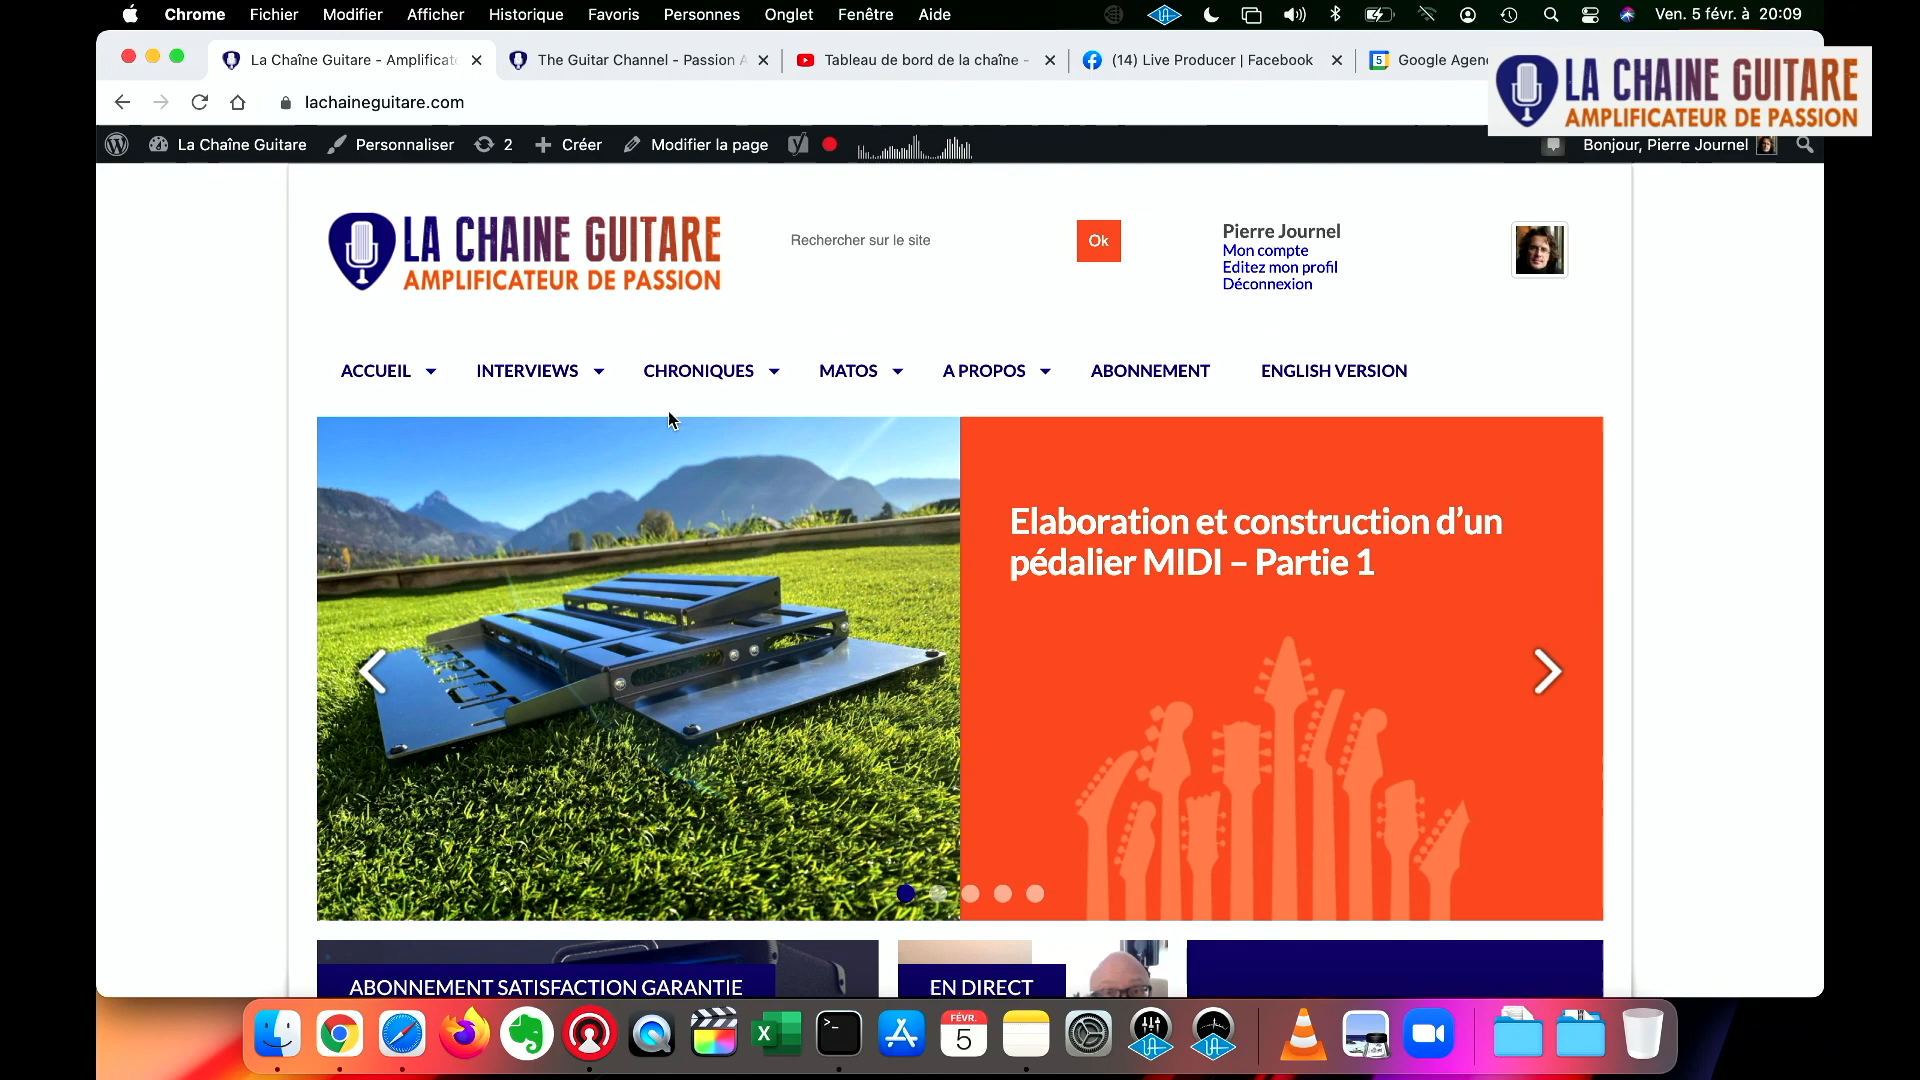 Chrome Fichier Modifier Afficher Historique Favoris Personnes Onglet Fenêtre Aide Ven. 5 févr. à 20:09
La Chaîne Guitare - Amplificat
The Guitar Channel - Passion A
Tableau de bord de la chaîne -
(14) Live Producer | Facebook
5 Google Agen
LA CHAINE GUITARE
AMPLIFICATEUR DE PASSION
lachaineguitare.com
La Chaîne Guitare Personnaliser 2 Créer Modifier la page Bonjour, Pierre Journel
LA CHAINE GUITARE
AMPLIFICATEUR DE PASSION
Rechercher sur le site
Ok
Pierre Journel
Mon compte
Editez mon profil
Déconnexion
ACCUEIL INTERVIEWS CHRONIQUES MATOS A PROPOS ABONNEMENT ENGLISH VERSION
Elaboration et construction d’un
pédalier MIDI – Partie 1
ABONNEMENT SATISFACTION GARANTIE
EN DIRECT
FÉVR.
5
UA
UA